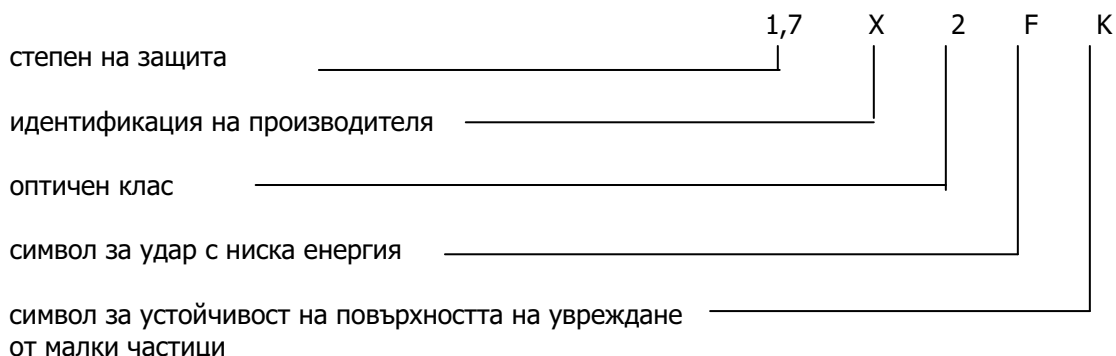 1,7 X 2 F K
степен на защита
идентификация на производителя
оптичен клас
символ за удар с ниска енергия
символ за устойчивост на повърхността на увреждане
от малки частици